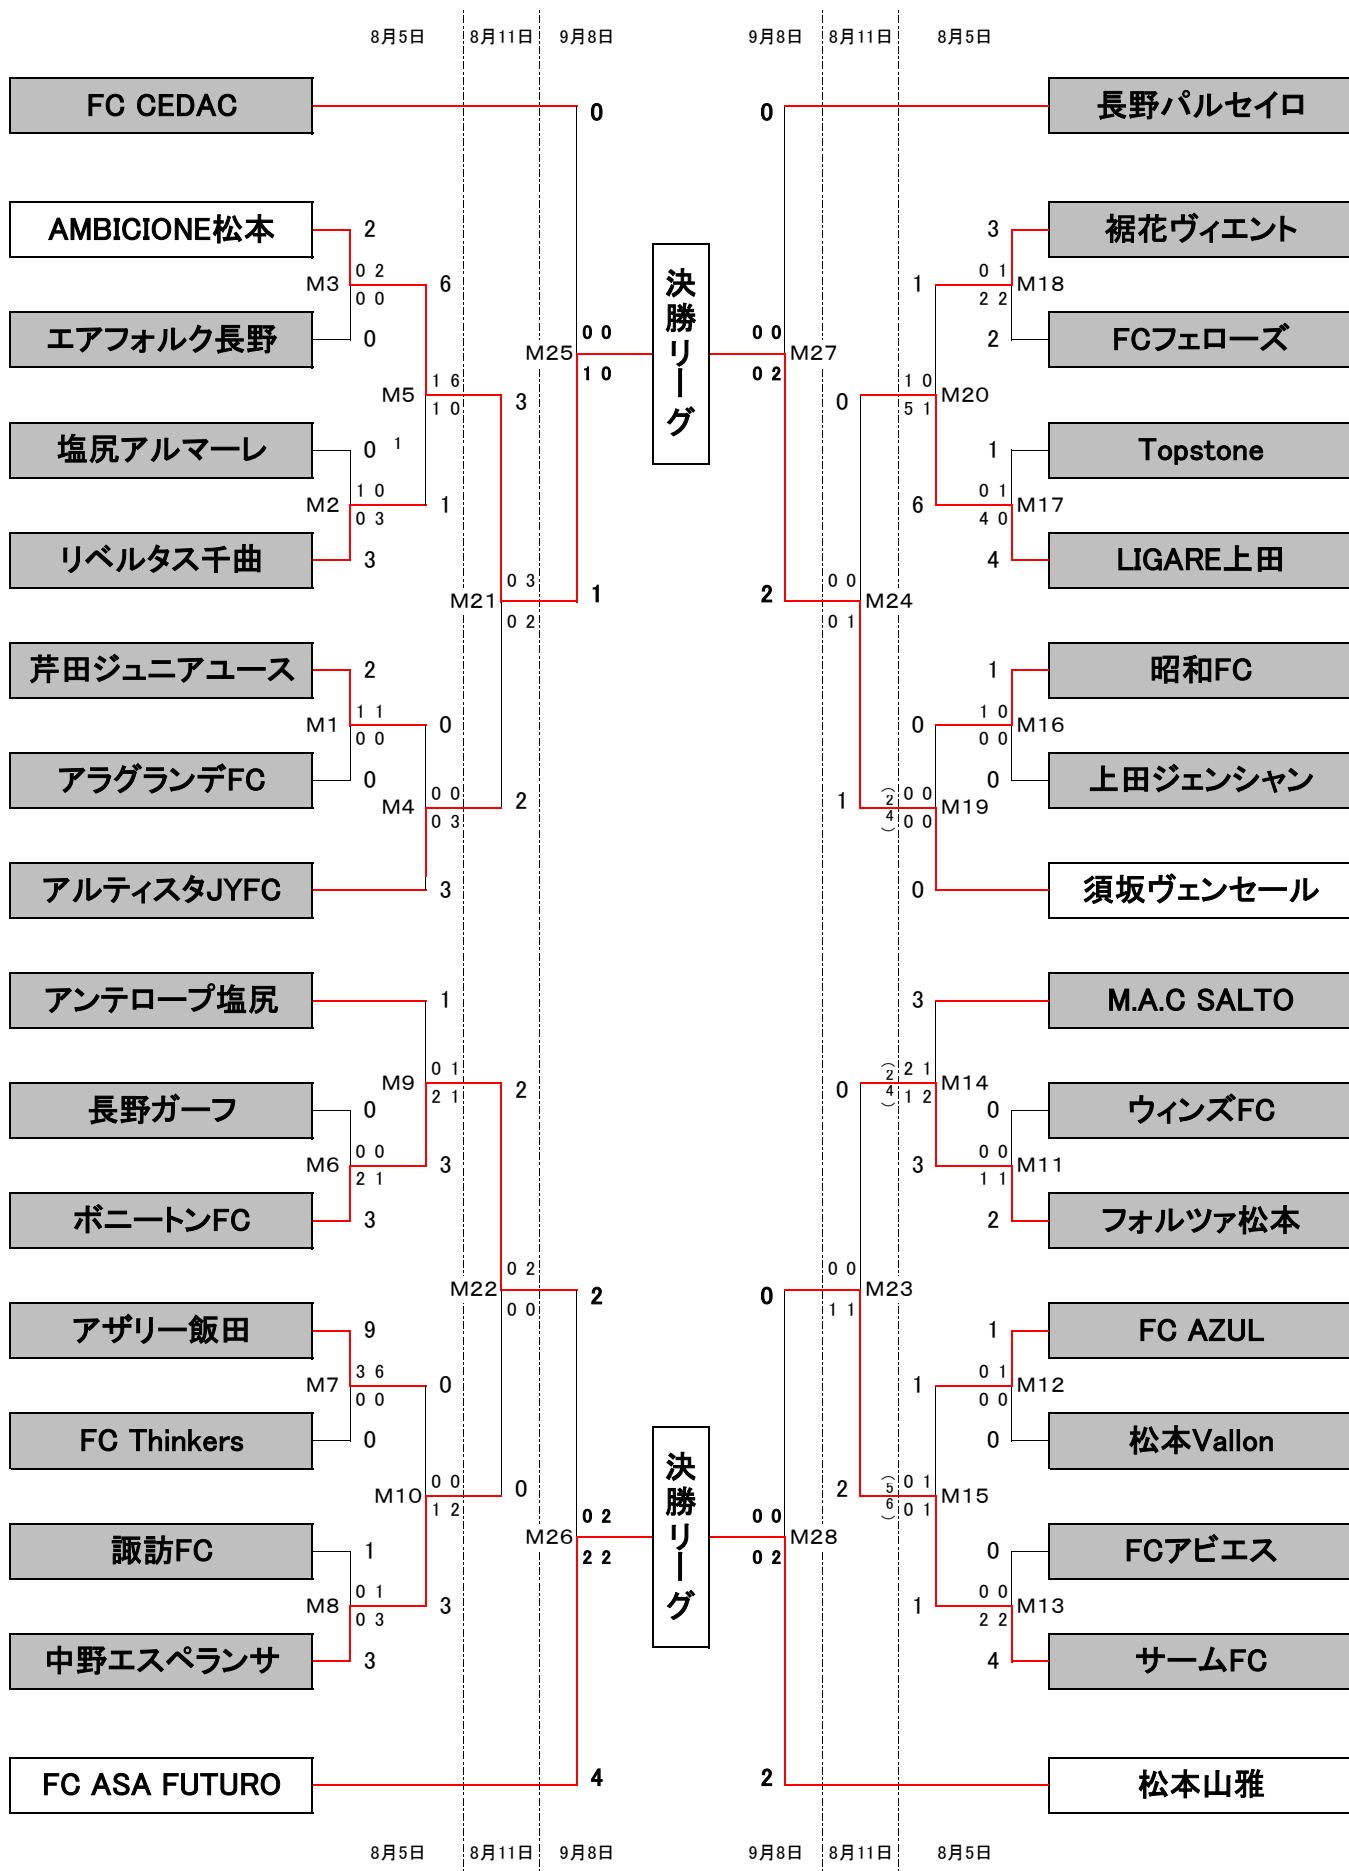 8月5日 8月11日 9月8日 9月8日 8月11日 8月5日
FC CEDAC 0 0 長野パルセイロ
AMBICIONE松本 2 3 裾花ヴィエント
M3 0 2 6 1 0 1 M18
0 0 2 2
エアフォルク長野 0 2 FCフェローズ
決勝リーグ
M25 0 0 0 0 M27
1 0 0 2
M5 1 6 3 0 1 0 M20
1 0 5 1
塩尻アルマーレ 0 1 1 Topstone
M2 1 0 1 6 0 1 M17
0 3 4 0
リベルタス千曲 3 4 LIGARE上田
M21 0 3 1 2 0 0 M24
0 2 0 1
芹田ジュニアユース 2 1 昭和FC
M1 1 1 0 0 1 0 M16
0 0 0 0
アラグランデFC 0 0 上田ジェンシャン
M4 0 0 2 1 (2 4) 0 0 M19
0 3 0 0
アルティスタJYFC 3 0 須坂ヴェンセール
アンテロープ塩尻 1 3 M.A.C SALTO
M9 0 1 2 0 (2 4) 2 1 M14
2 1 1 2
長野ガーフ 0 0 ウィンズFC
M6 0 0 3 3 0 0 M11
2 1 1 1
ボニートンFC 3 2 フォルツァ松本
M22 0 2 2 0 0 0 M23
0 0 1 1
アザリー飯田 9 1 FC AZUL
M7 3 6 0 1 0 1 M12
0 0 0 0
FC Thinkers 0 0 松本Vallon
決勝リーグ
M10 0 0 0 2 (5 6) 0 1 M15
1 2 0 1
M26 0 2 0 0 M28
2 2 0 2
諏訪FC 1 0 FCアビエス
M8 0 1 3 1 0 0 M13
0 3 2 2
中野エスペランサ 3 4 サームFC
FC ASA FUTURO 4 2 松本山雅
8月5日 8月11日 9月8日 9月8日 8月11日 8月5日